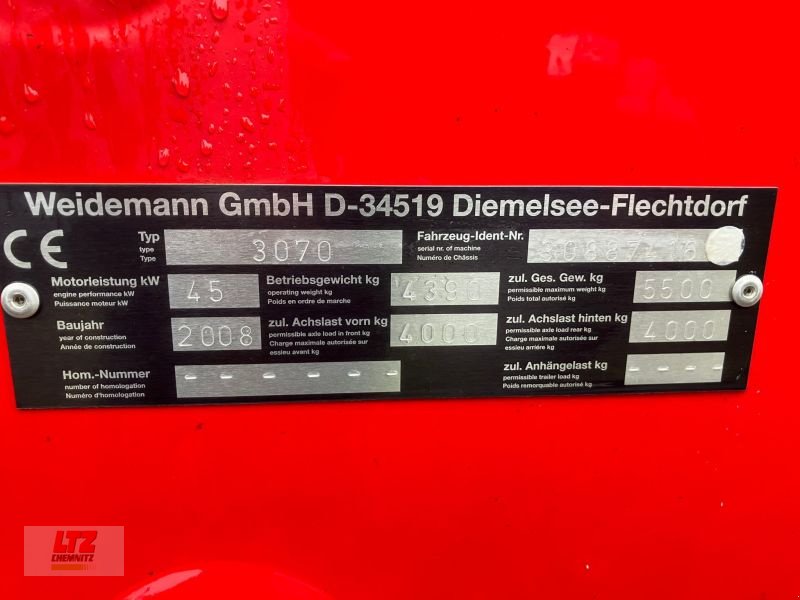 Weidemann GmbH D-34519 Diemelsee-Flechtdorf
CE
Typ
type
Type
3070
Fahrzeug-Ident-Nr.
serial nr. of machine
Numéro de Châssis
Motorleistung kW
engine performance kW
Puissance moteur kW
45
Betriebsgewicht kg
operating weight kg
Poids en ordre de marche
4390
zul. Ges. Gew. kg
permissible maximum weight kg
Poids total autorisé kg
5500
Baujahr
year of construction
Année de construction
2008
zul. Achslast vorn kg
permissible axle load in front kg
Charge maximale autorisée sur
essieu avant kg
4000
zul. Achslast hinten kg
permissible axle load rear kg
Charge maximale autorisée sur
essieu arrière kg
4000
Hom.-Nummer
number of homologation
Numéro d'homologation
- - - - - -
zul. Anhängelast kg
permissible trailer load kg
Poids remorquable autorisé kg
- - - -
LTZ
CHEMNITZ